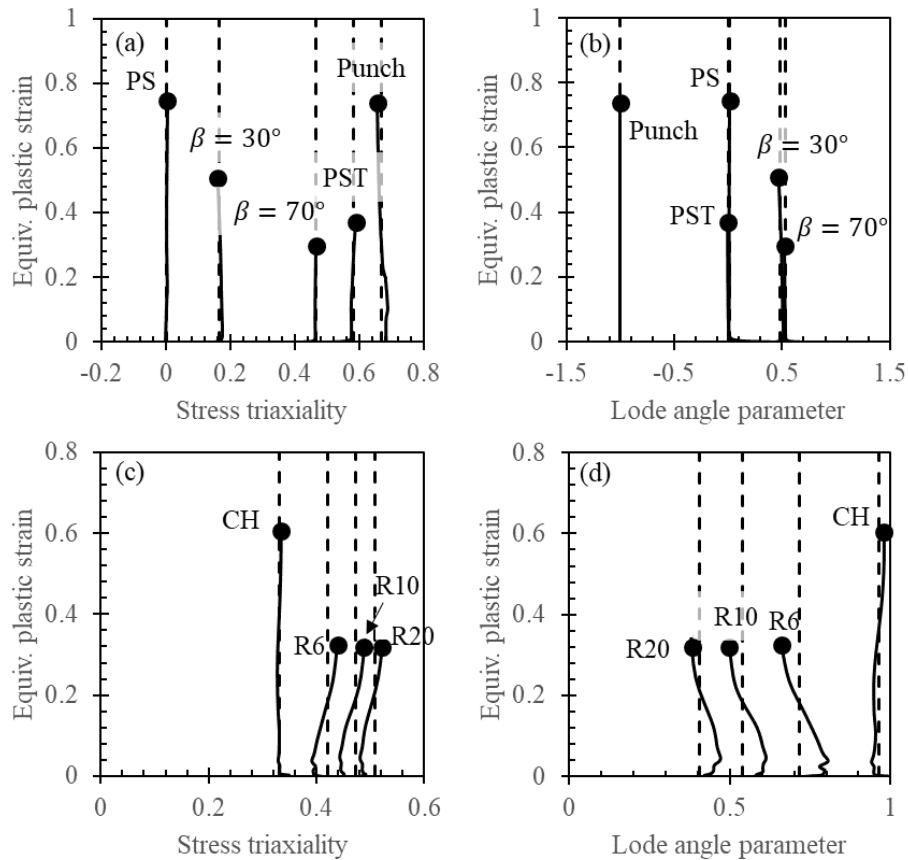 (a)
PS
Punch
β = 30°
PST
β = 70°
Equiv. plastic strain
1
0.8
0.6
0.4
0.2
0
-0.2 0 0.2 0.4 0.6 0.8
Stress triaxiality
(b)
PS
Punch
β = 30°
PST
β = 70°
Equiv. plastic strain
1
0.8
0.6
0.4
0.2
0
-1.5 -0.5 0.5 1.5
Lode angle parameter
(c)
CH
R10
R6
R20
Equiv. plastic strain
0.8
0.6
0.4
0.2
0
0 0.2 0.4 0.6
Stress triaxiality
(d)
CH
R10
R6
R20
Equiv. plastic strain
0.8
0.6
0.4
0.2
0
0 0.5 1
Lode angle parameter